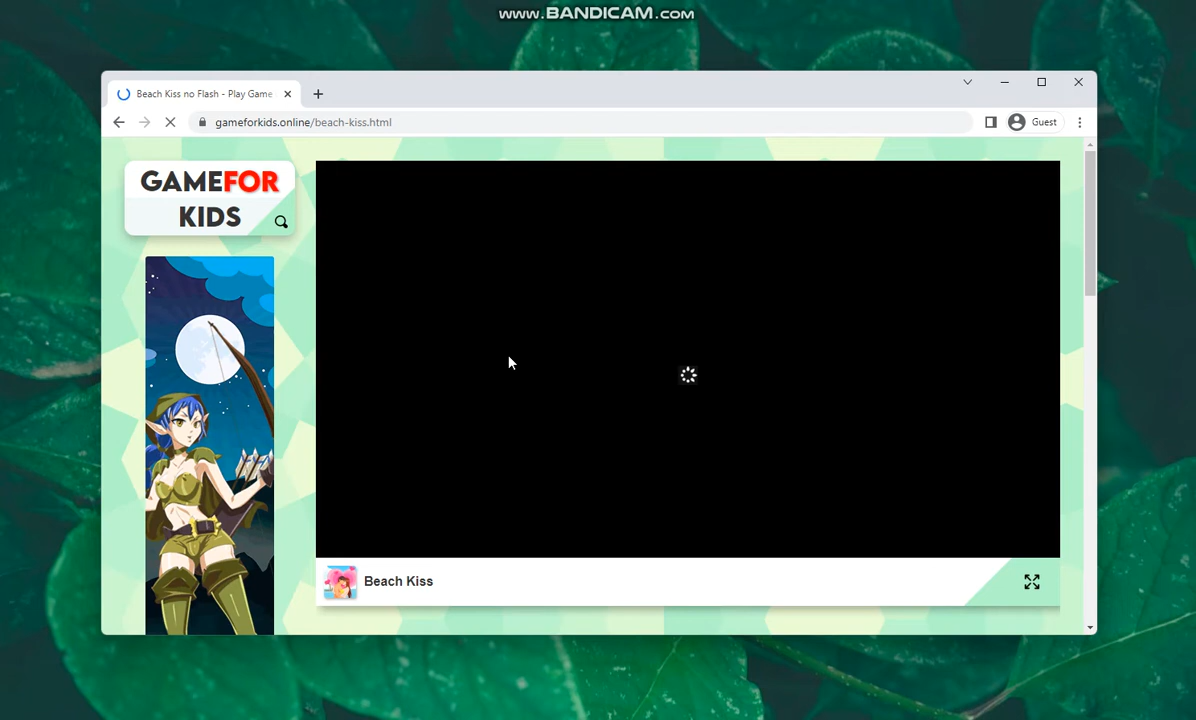 www.BANDICAM.com
Beach Kiss no Flash - Play Game
gameforkids.online/beach-kiss.html
Guest
GAMEFOR
KIDS
Beach Kiss